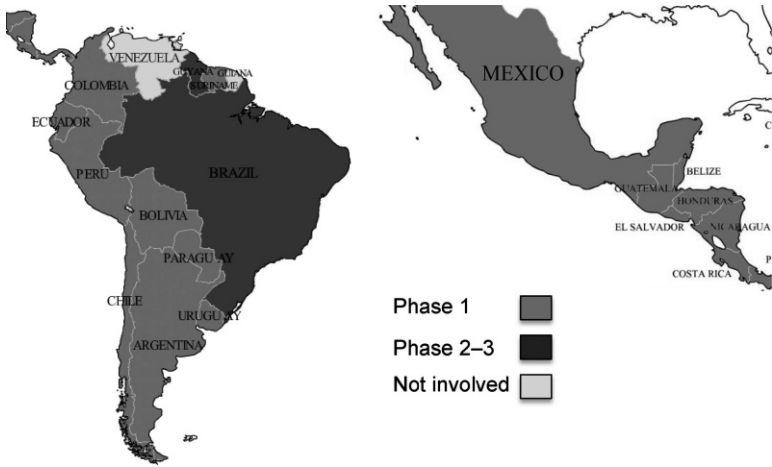 VENEZUELA
GUYANA
GUIANA
SURINAME
COLOMBIA
ECUADOR
PERU
BRAZIL
BOLIVIA
PARAGUAY
CHILE
URUGUAY
ARGENTINA
MEXICO
BELIZE
GUATEMALA
HONDURAS
EL SALVADOR
NICARAGUA
COSTA RICA
C
P
Phase 1
Phase 2–3
Not involved